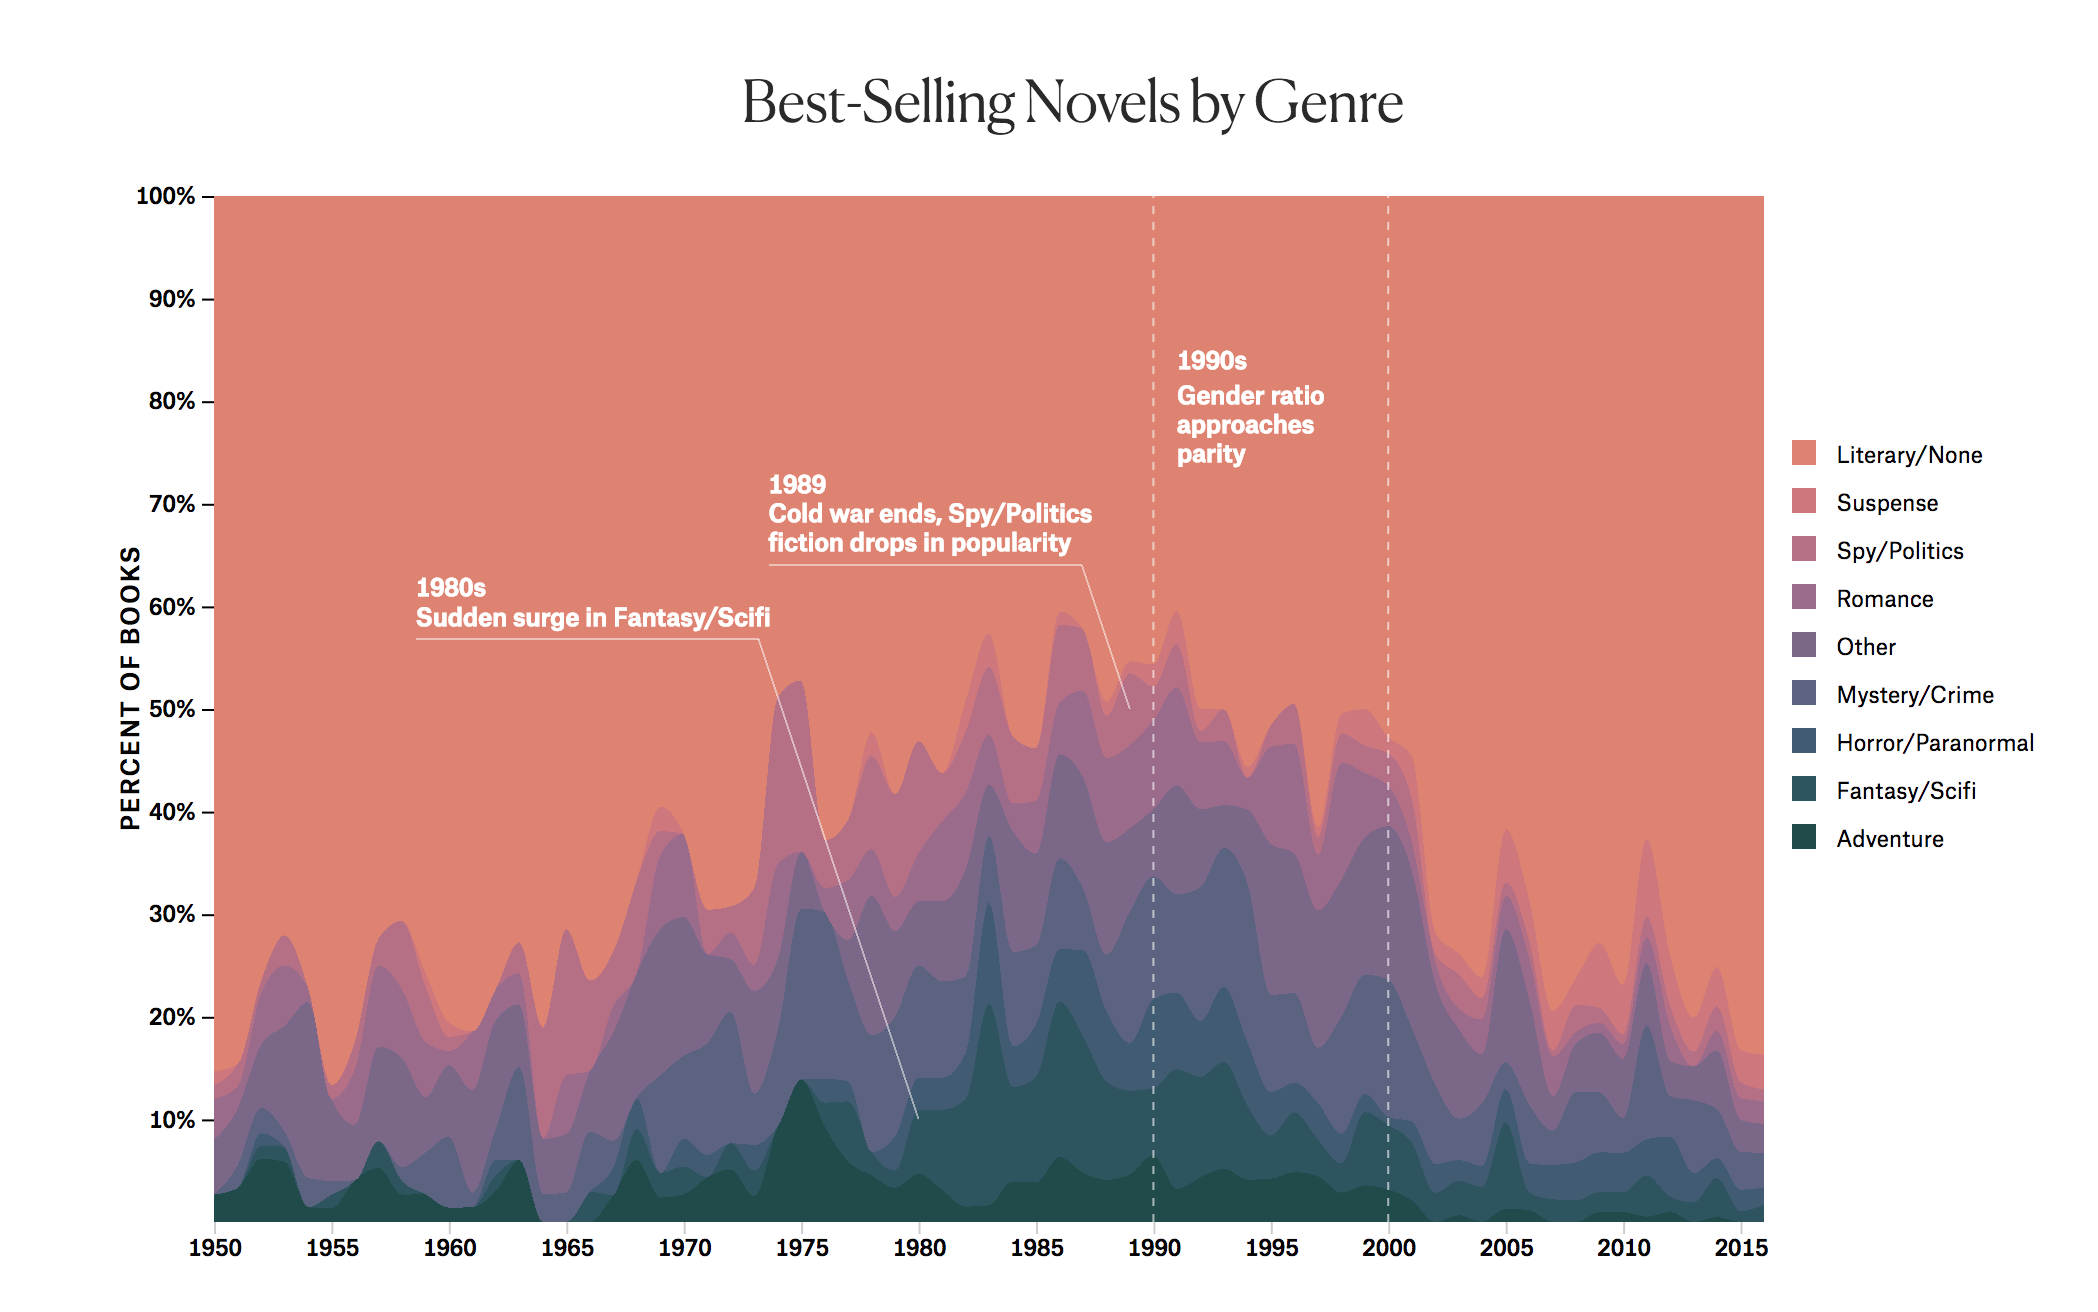 Best-Selling Novels by Genre
100%
90%
80%
70%
60%
50%
40%
30%
20%
10%
PERCENT OF BOOKS
1990s
Gender ratio
approaches
parity
1989
Cold war ends, Spy/Politics
fiction drops in popularity
1980s
Sudden surge in Fantasy/Scifi
Literary/None
Suspense
Spy/Politics
Romance
Other
Mystery/Crime
Horror/Paranormal
Fantasy/Scifi
Adventure
1950 1955 1960 1965 1970 1975 1980 1985 1990 1995 2000 2005 2010 2015